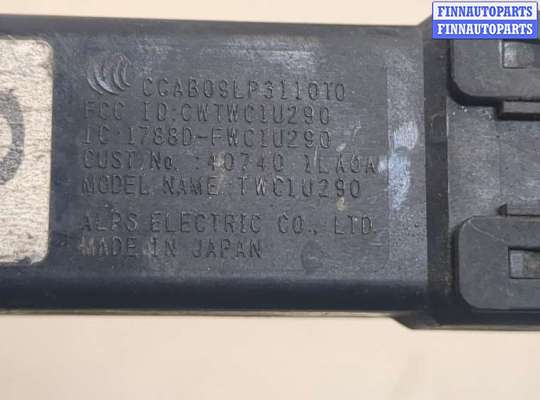 FINNAUTOPARTS
FINNAUTOPARTS
CCAB09LP3110T0
FCC ID:CWTWC1U290
IC:1788D-FWC1U290
CUST.No. :40740 1LA0A
MODEL NAME:TWC1U290
ALPS ELECTRIC CO., LTD.
MADE IN JAPAN